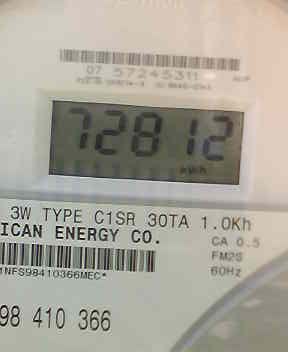 07 57245311
72812
kWh
3W TYPE C1SR 30TA 1.0Kh
ICAN ENERGY CO.
CA 0.5
FM2S
60Hz
1NFS98410366MEC*
98 410 366